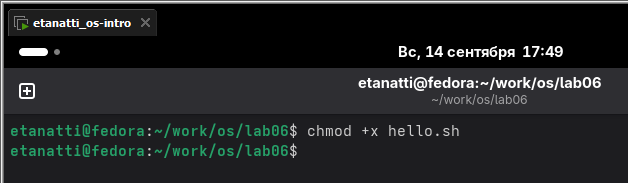 etanatti_os-intro
Вс, 14 сентября 17:49
etanatti@fedora:~/work/os/lab06
~/work/os/lab06
etanatti@fedora:~/work/os/lab06$ chmod +x hello.sh
etanatti@fedora:~/work/os/lab06$